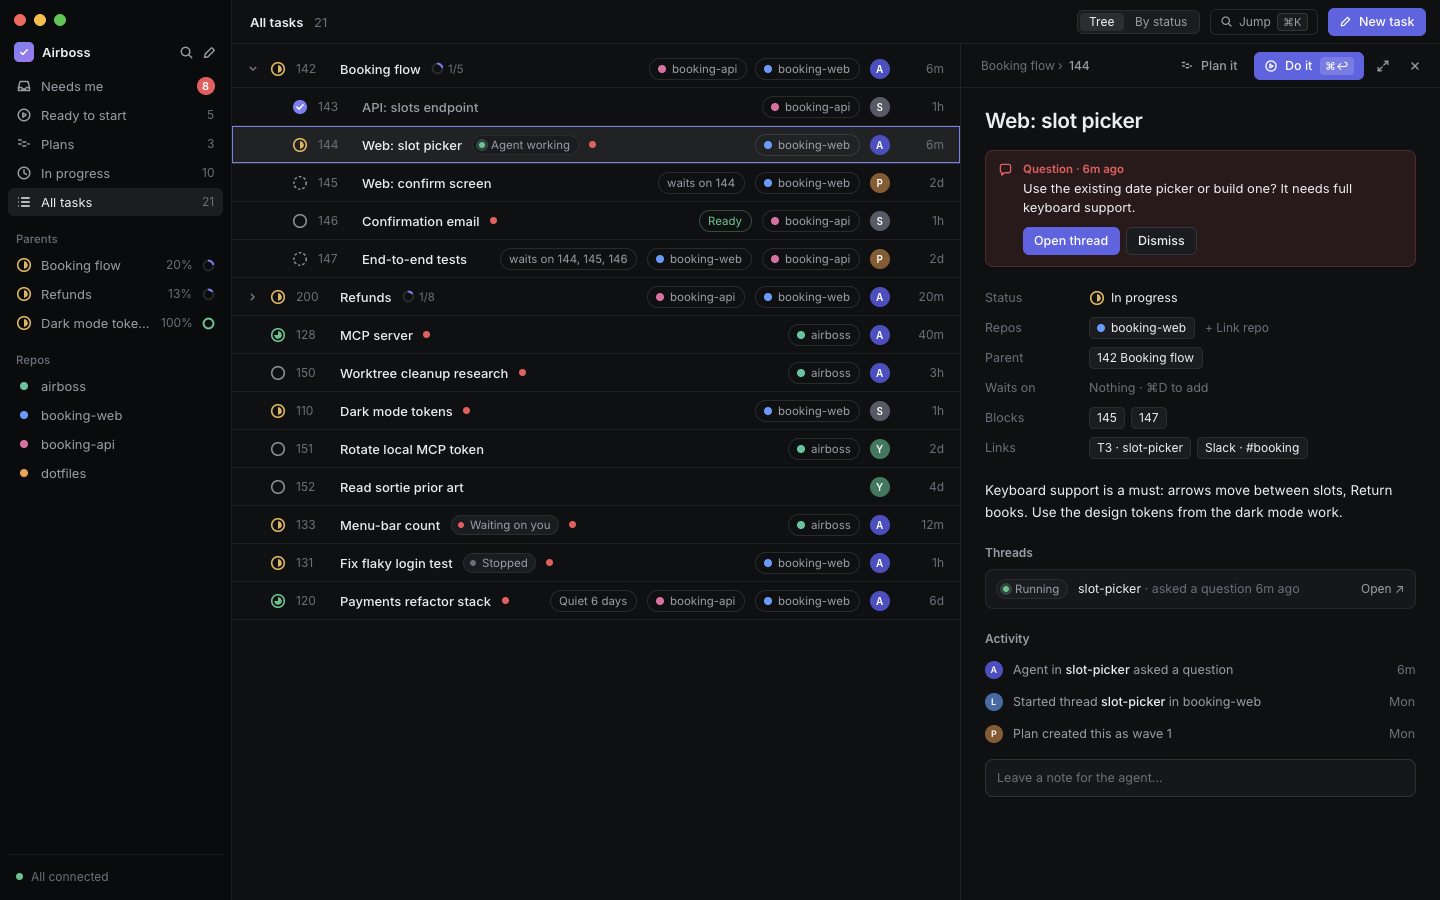 Airboss
Needs me 8
Ready to start 5
Plans 3
In progress 10
All tasks 21
Parents
Booking flow 20%
Refunds 13%
Dark mode toke... 100%
Repos
airboss
booking-web
booking-api
dotfiles
All connected
All tasks 21
Tree By status Jump ⌘K New task
142 Booking flow 1/5 booking-api booking-web A 6m
143 API: slots endpoint booking-api S 1h
144 Web: slot picker Agent working booking-web A 6m
145 Web: confirm screen waits on 144 booking-web P 2d
146 Confirmation email Ready booking-api S 1h
147 End-to-end tests waits on 144, 145, 146 booking-web booking-api P 2d
200 Refunds 1/8 booking-api booking-web A 20m
128 MCP server airboss A 40m
150 Worktree cleanup research airboss A 3h
110 Dark mode tokens booking-web S 1h
151 Rotate local MCP token airboss Y 2d
152 Read sortie prior art Y 4d
133 Menu-bar count Waiting on you airboss A 12m
131 Fix flaky login test Stopped booking-web A 1h
120 Payments refactor stack Quiet 6 days booking-api booking-web A 6d
Booking flow › 144 Plan it Do it ⌘↩
Web: slot picker
Question · 6m ago
Use the existing date picker or build one? It needs full
keyboard support.
Open thread Dismiss
Status In progress
Repos booking-web + Link repo
Parent 142 Booking flow
Waits on Nothing · ⌘D to add
Blocks 145 147
Links T3 · slot-picker Slack · #booking
Keyboard support is a must: arrows move between slots, Return
books. Use the design tokens from the dark mode work.
Threads
Running slot-picker · asked a question 6m ago Open ↗
Activity
A Agent in slot-picker asked a question 6m
L Started thread slot-picker in booking-web Mon
P Plan created this as wave 1 Mon
Leave a note for the agent...